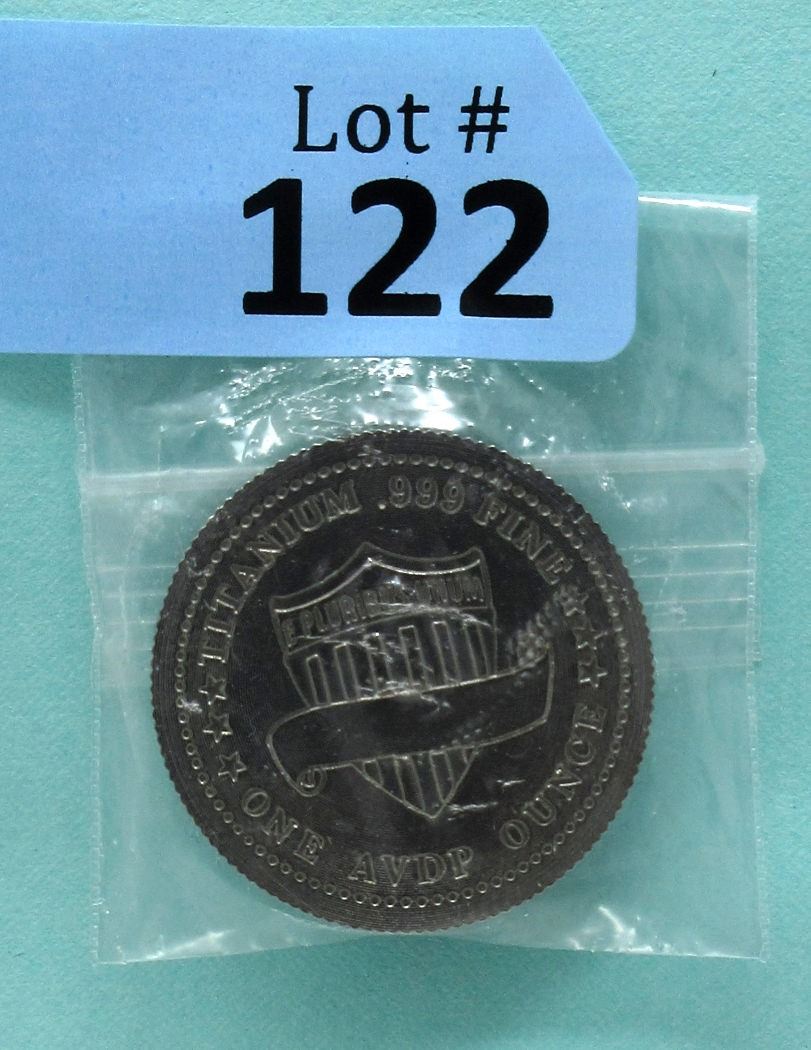 Lot #
122
TITANIUM .999 FINE
E PLURIBUS UNUM
ONE AVDP OUNCE